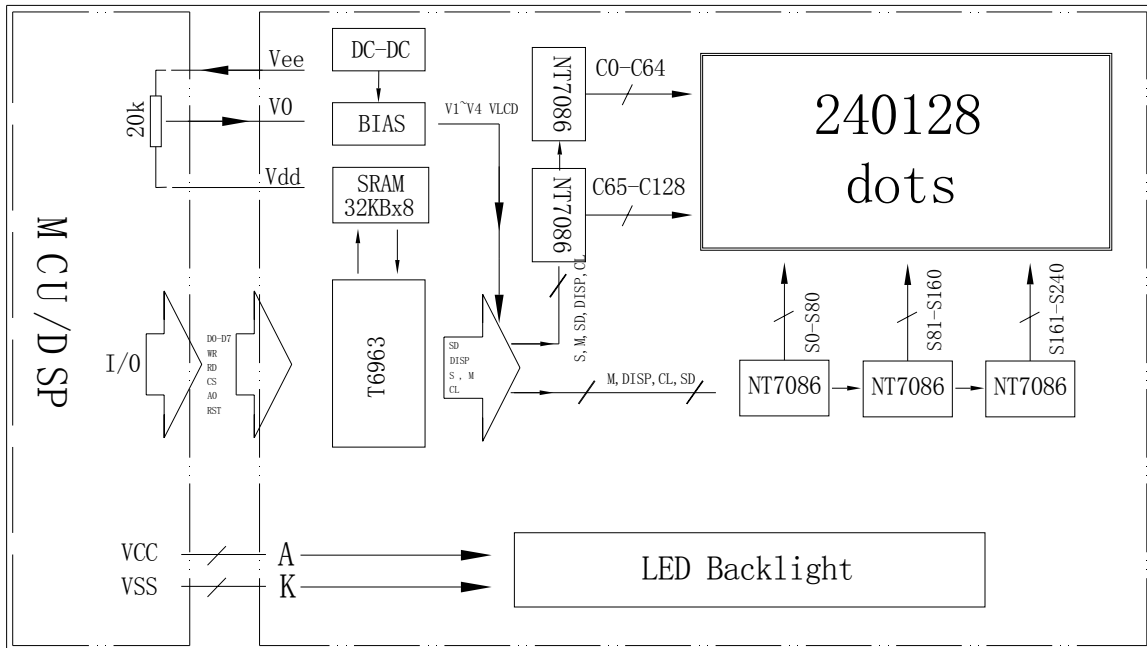 Vee
DC-DC
20k
V0
BIAS
V1~V4 VLCD
Vdd
SRAM
32KBx8
NT7086
C0-C64
NT7086
C65-C128
240128
dots
MCU/DSP
I/O
D0-D7
WR
RD
CS
A0
RST
T6963
SD
DISP
S , M
CL
S,M,SD,DISP,CL
M,DISP,CL,SD
S0-S80
S81-S160
S161-S240
NT7086
NT7086
NT7086
VCC
A
VSS
K
LED Backlight